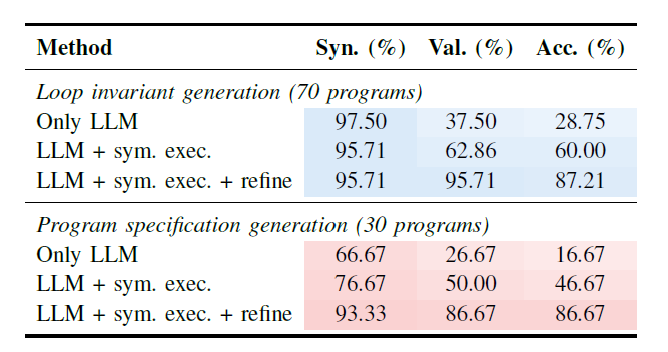 Method Syn. (%) Val. (%) Acc. (%)
Loop invariant generation (70 programs)
Only LLM 97.50 37.50 28.75
LLM + sym. exec. 95.71 62.86 60.00
LLM + sym. exec. + refine 95.71 95.71 87.21
Program specification generation (30 programs)
Only LLM 66.67 26.67 16.67
LLM + sym. exec. 76.67 50.00 46.67
LLM + sym. exec. + refine 93.33 86.67 86.67